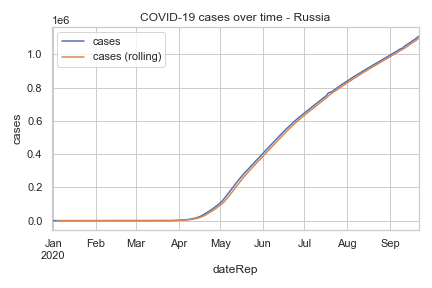 COVID-19 cases over time - Russia
1e6
cases
cases (rolling)
1.0
0.8
0.6
0.4
0.2
0.0
cases
Jan Feb Mar Apr May Jun Jul Aug Sep
2020
dateRep